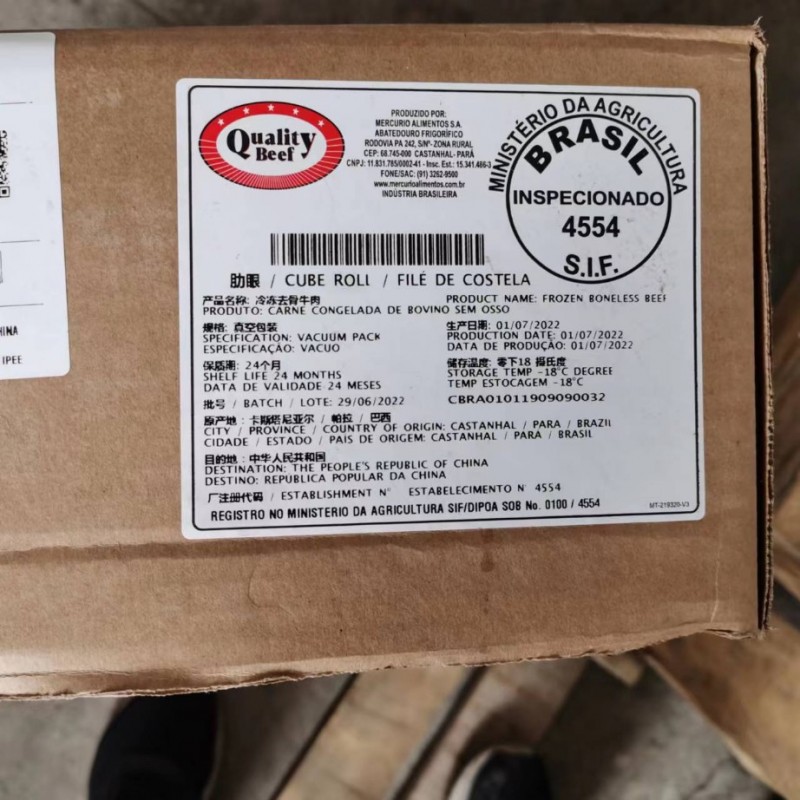 HINA
IPEE
Quality
Beef
PRODUZIDO POR:
MERCURIO ALIMENTOS S.A.
ABATEDOURO FRIGORÍFICO
RODOVIA PA 242, S/Nº- ZONA RURAL
CEP: 68.745-000 CASTANHAL- PARÁ
CNPJ: 11.831.785/0002-41 - Insc. Est.: 15.341.486-3
FONE/SAC: (91) 3262-9500
www.mercurioalimentos.com.br
INDÚSTRIA BRASILEIRA
MINISTÉRIO DA AGRICULTURA
BRASIL
INSPECIONADO
4554
S.I.F.
肋眼 / CUBE ROLL / FILÉ DE COSTELA
产品名称: 冷冻去骨牛肉 PRODUCT NAME: FROZEN BONELESS BEEF
PRODUTO: CARNE CONGELADA DE BOVINO SEM OSSO
规格: 真空包装
SPECIFICATION: VACUUM PACK
ESPECIFICAÇÃO: VACUO
生产日期: 01/07/2022
PRODUCTION DATE: 01/07/2022
DATA DE PRODUÇÃO: 01/07/2022
保质期: 24个月
SHELF LIFE 24 MONTHS
DATA DE VALIDADE 24 MESES
储存温度: 零下18 摄氏度
STORAGE TEMP -18°C DEGREE
TEMP ESTOCAGEM -18°C
批号 / BATCH / LOTE: 29/06/2022
CBRA01011909090032
原产地: 卡斯塔尼亚尔 / 帕拉 / 巴西
CITY / PROVINCE / COUNTRY OF ORIGIN: CASTANHAL / PARA / BRAZIL
CIDADE / ESTADO / PAIS DE ORIGEM: CASTANHAL / PARA / BRASIL
目的地: 中华人民共和国
DESTINATION: THE PEOPLE'S REPUBLIC OF CHINA
DESTINO: REPUBLICA POPULAR DA CHINA
厂注册代码 / ESTABLISHMENT N° ESTABELECIMENTO N° 4554
REGISTRO NO MINISTERIO DA AGRICULTURA SIF/DIPOA SOB No. 0100 / 4554